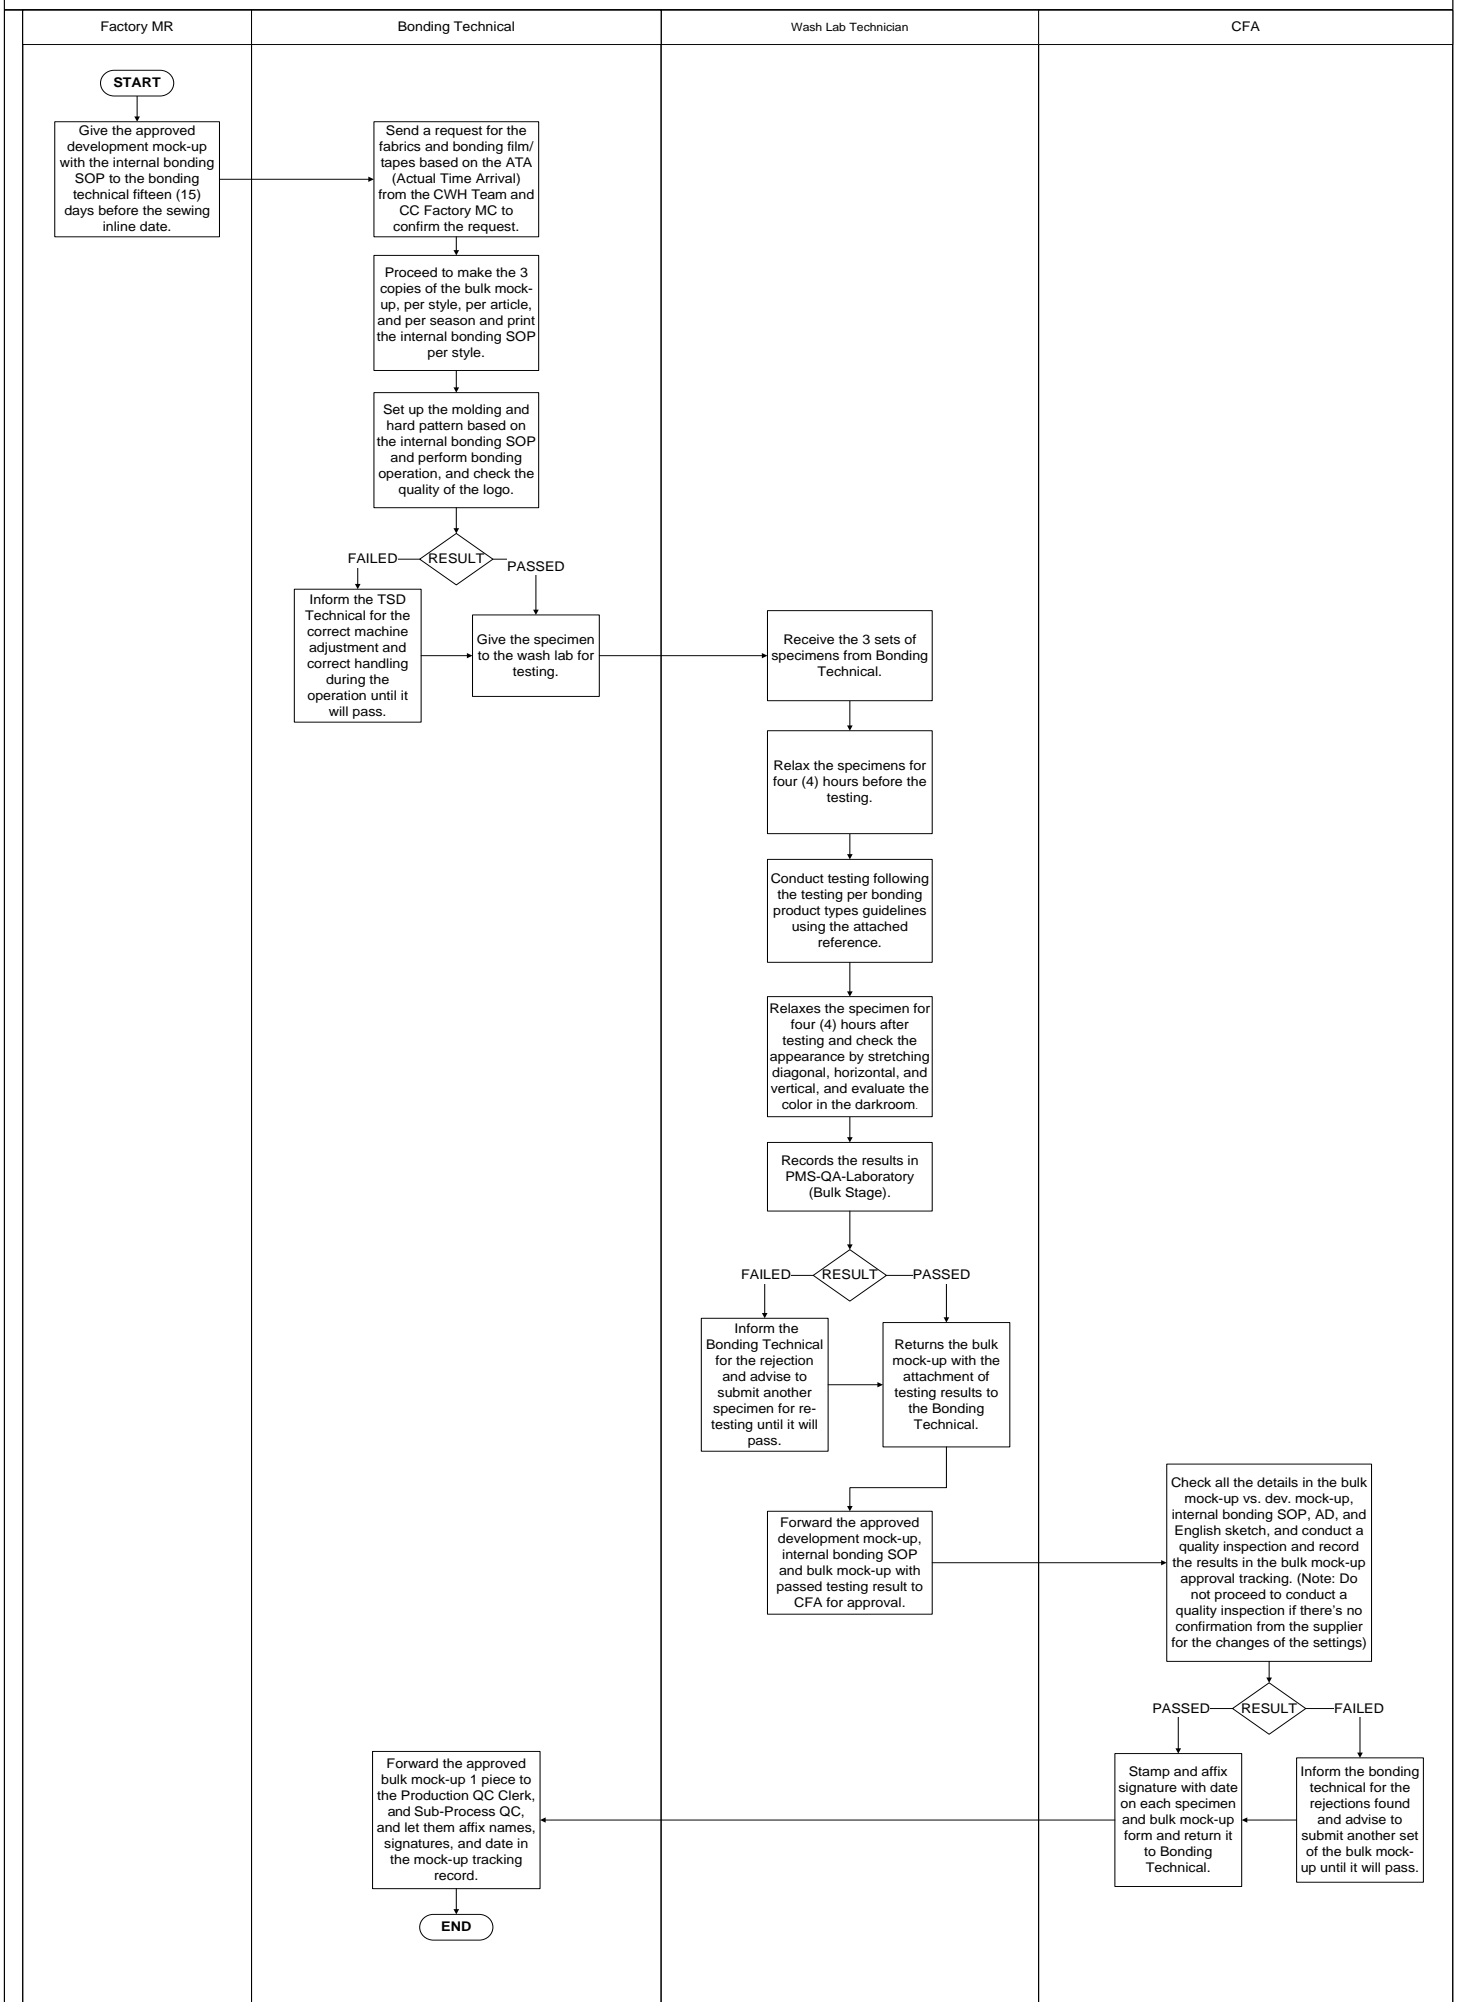 Factory MR
Bonding Technical
Wash Lab Technician
CFA
START
Give the approved
development mock-up
with the internal bonding
SOP to the bonding
technical fifteen (15)
days before the sewing
inline date.
Send a request for the
fabrics and bonding film/
tapes based on the ATA
(Actual Time Arrival)
from the CWH Team and
CC Factory MC to
confirm the request.
Proceed to make the 3
copies of the bulk mock-
up, per style, per article,
and per season and print
the internal bonding SOP
per style.
Set up the molding and
hard pattern based on
the internal bonding SOP
and perform bonding
operation, and check the
quality of the logo.
FAILED
RESULT
PASSED
Inform the TSD
Technical for the
correct machine
adjustment and
correct handling
during the
operation until it
will pass.
Give the specimen
to the wash lab for
testing.
Receive the 3 sets of
specimens from Bonding
Technical.
Relax the specimens for
four (4) hours before the
testing.
Conduct testing following
the testing per bonding
product types guidelines
using the attached
reference.
Relaxes the specimen for
four (4) hours after
testing and check the
appearance by stretching
diagonal, horizontal, and
vertical, and evaluate the
color in the darkroom.
Records the results in
PMS-QA-Laboratory
(Bulk Stage).
FAILED
RESULT
PASSED
Inform the
Bonding Technical
for the rejection
and advise to
submit another
specimen for re-
testing until it will
pass.
Returns the bulk
mock-up with the
attachment of
testing results to
the Bonding
Technical.
Forward the approved
development mock-up,
internal bonding SOP
and bulk mock-up with
passed testing result to
CFA for approval.
Check all the details in the bulk
mock-up vs. dev. mock-up,
internal bonding SOP, AD, and
English sketch, and conduct a
quality inspection and record
the results in the bulk mock-up
approval tracking. (Note: Do
not proceed to conduct a
quality inspection if there's no
confirmation from the supplier
for the changes of the settings)
PASSED
RESULT
FAILED
Stamp and affix
signature with date
on each specimen
and bulk mock-up
form and return it
to Bonding
Technical.
Inform the bonding
technical for the
rejections found
and advise to
submit another set
of the bulk mock-
up until it will pass.
Forward the approved
bulk mock-up 1 piece to
the Production QC Clerk,
and Sub-Process QC,
and let them affix names,
signatures, and date in
the mock-up tracking
record.
END